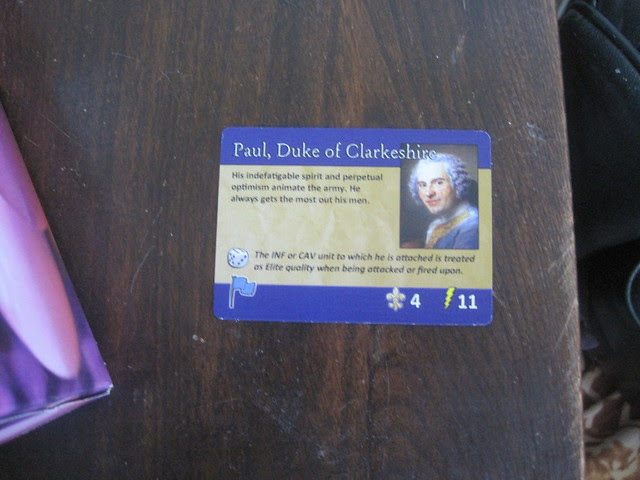 Paul, Duke of Clarkeshire
His indefatigable spirit and perpetual
optimism animate the army. He
always gets the most out his men.
The INF or CAV unit to which he is attached is treated
as Elite quality when being attacked or fired upon.
4 11